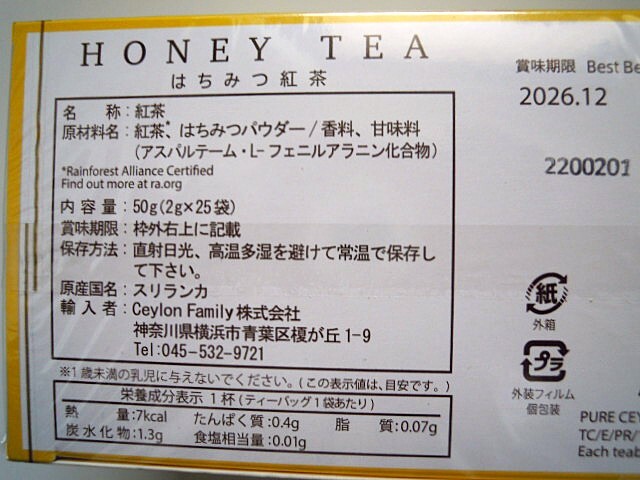 HONEY TEA
はちみつ紅茶
賞味期限 Best Be
2026.12
2200201
名 称:紅茶
原材料名:紅茶*、はちみつパウダー/香料、甘味料
(アスパルテーム・L-フェニルアラニン化合物)
*Rainforest Alliance Certified
Find out more at ra.org
内 容 量:50g(2g×25袋)
賞味期限:枠外右上に記載
保存方法:直射日光、高温多湿を避けて常温で保存し
て下さい。
原産国名:スリランカ
輸 入 者:Ceylon Family株式会社
神奈川県横浜市青葉区榎が丘1-9
Tel:045-532-9721
※1歳未満の乳児に与えないでください。(この表示値は、目安です。)
栄養成分表示 1杯(ティーバッグ1袋あたり)
熱 量:7kcal たんぱく質:0.4g 脂 質:0.07g
炭水化物:1.3g 食塩相当量:0.01g
紙
外箱
プラ
外装フィルム
個包装
PURE CEY
TC/E/PR/
Each teab